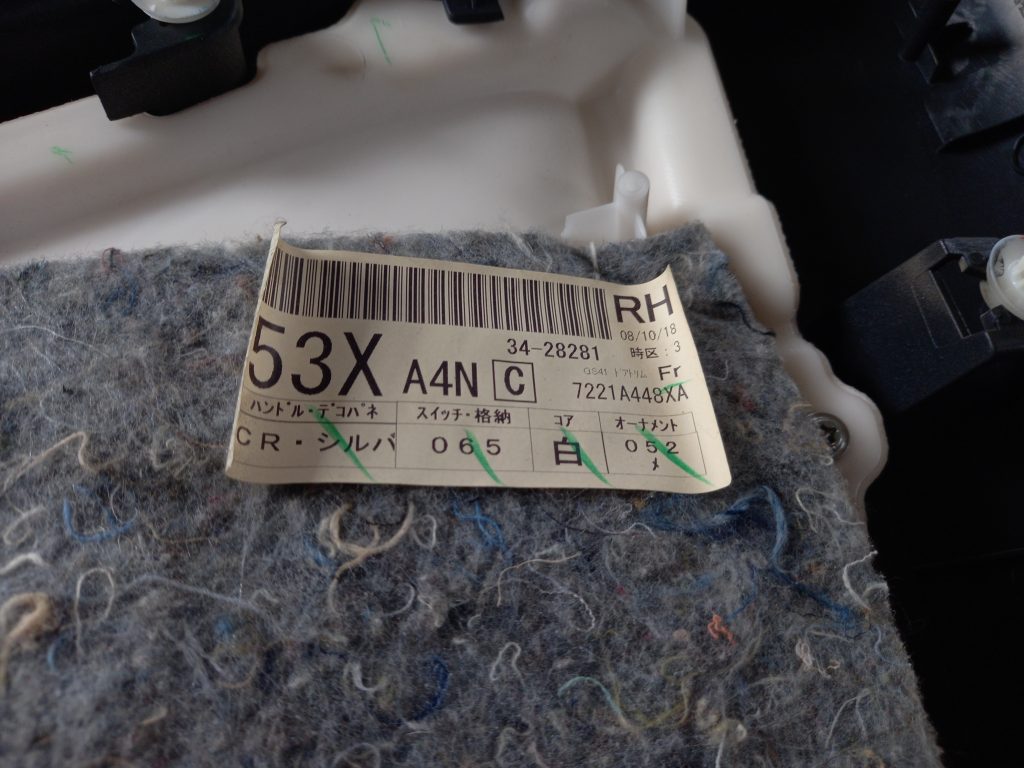 RH
08/10/18
34-28281 時区:3
53X A4N C
GS41 ドアトリム Fr
7221A448XA
ハンドル・デコパネ スイッチ・格納 コア オーナメント
CR・シルバ 065 白 052
メ